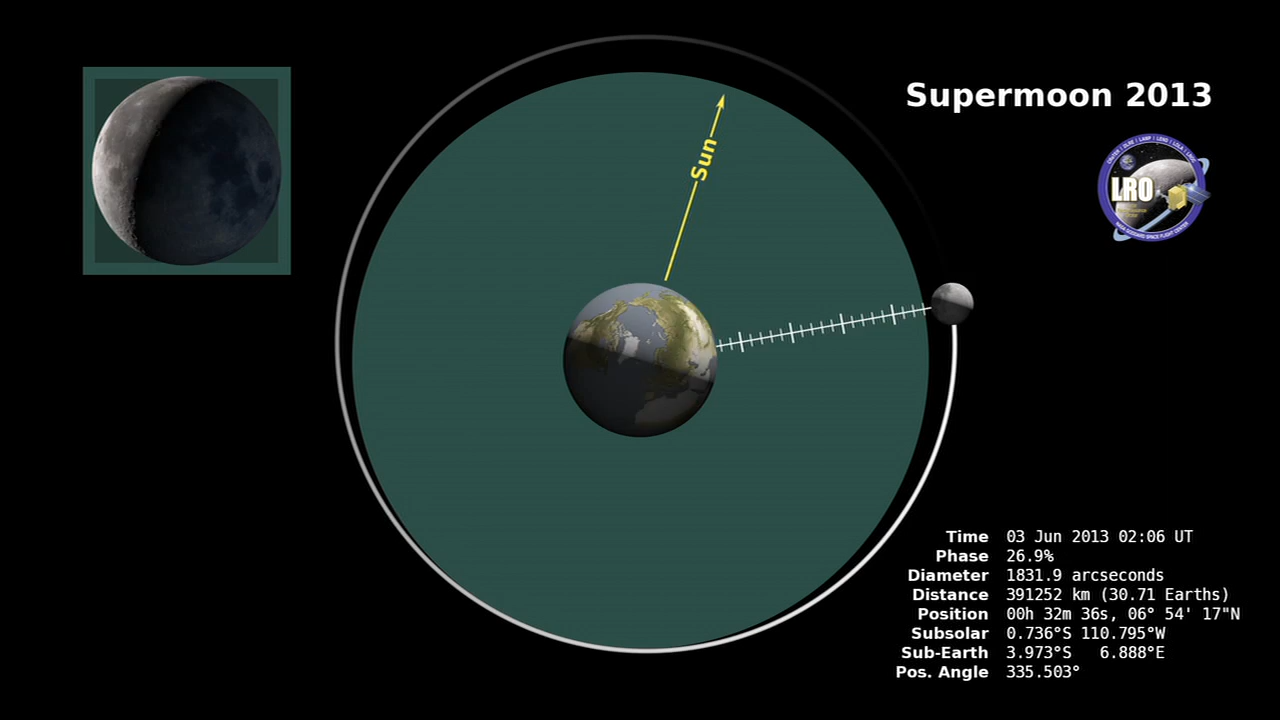 Supermoon 2013
Sun
LRO
Time 03 Jun 2013 02:06 UT
Phase 26.9%
Diameter 1831.9 arcseconds
Distance 391252 km (30.71 Earths)
Position 00h 32m 36s, 06° 54' 17"N
Subsolar 0.736°S 110.795°W
Sub-Earth 3.973°S 6.888°E
Pos. Angle 335.503°